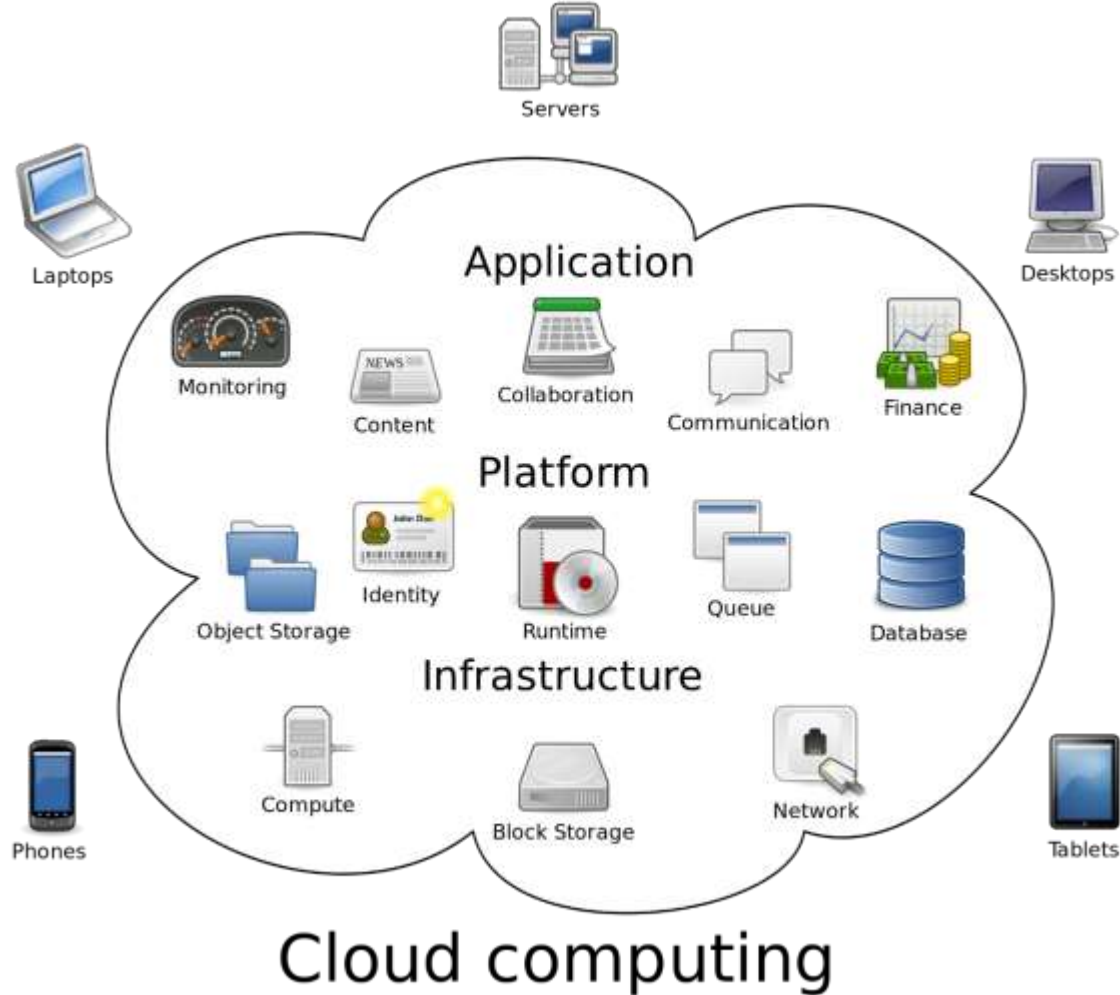 Servers
Laptops
Desktops
Application
Monitoring
NEWS
Content
Collaboration
Communication
Finance
Platform
Object Storage
Identity
Runtime
Queue
Database
Infrastructure
Compute
Block Storage
Network
Phones
Tablets
Cloud computing